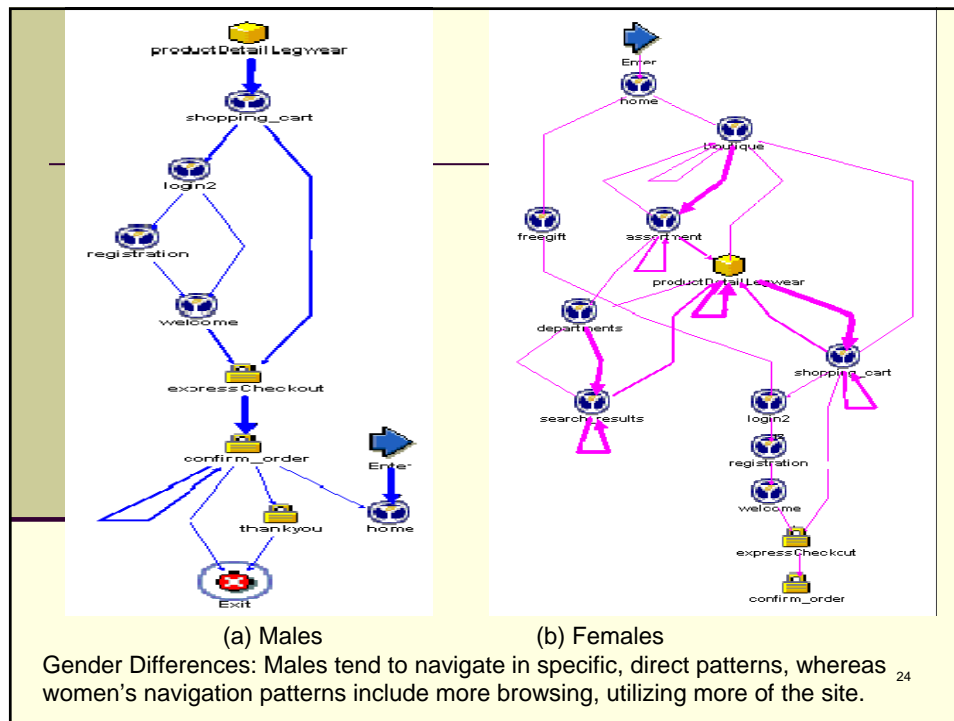 productDetailLegwear
shopping_cart
login2
registration
welcome
expressCheckout
confirm_order
Enter
thankyou
home
Exit
Enter
home
boutique
freegift
assortment
productDetailLegwear
departments
shopping_cart
search_results
login2
registration
welcome
expressCheckout
confirm_order
(a) Males
(b) Females
Gender Differences: Males tend to navigate in specific, direct patterns, whereas
women's navigation patterns include more browsing, utilizing more of the site.
24